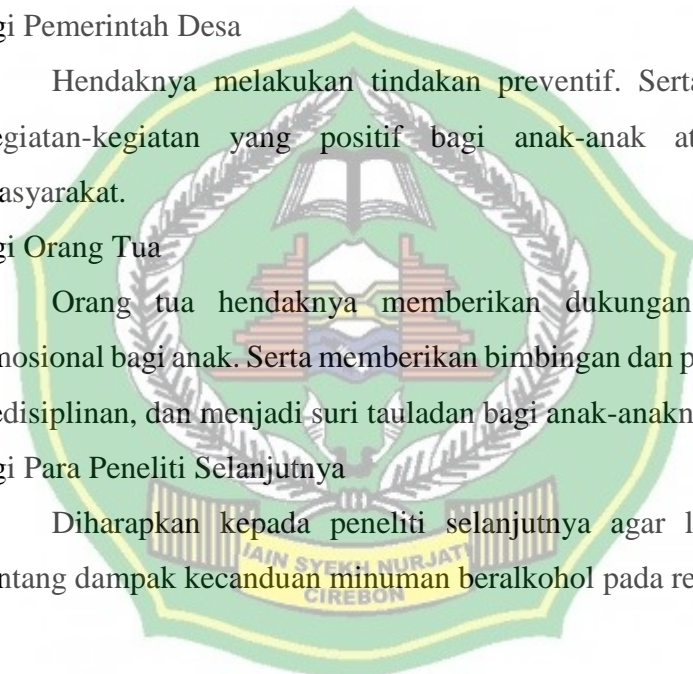 gi Pemerintah Desa
Hendaknya melakukan tindakan preventif. Serta
egiatan-kegiatan yang positif bagi anak-anak at
asyarakat.
gi Orang Tua
Orang tua hendaknya memberikan dukungan
mosional bagi anak. Serta memberikan bimbingan dan p
edisiplinan, dan menjadi suri tauladan bagi anak-anakn
gi Para Peneliti Selanjutnya
Diharapkan kepada peneliti selanjutnya agar l
ntang dampak kecanduan minuman beralkohol pada re
IAIN SYEKH NURJATI
CIREBON